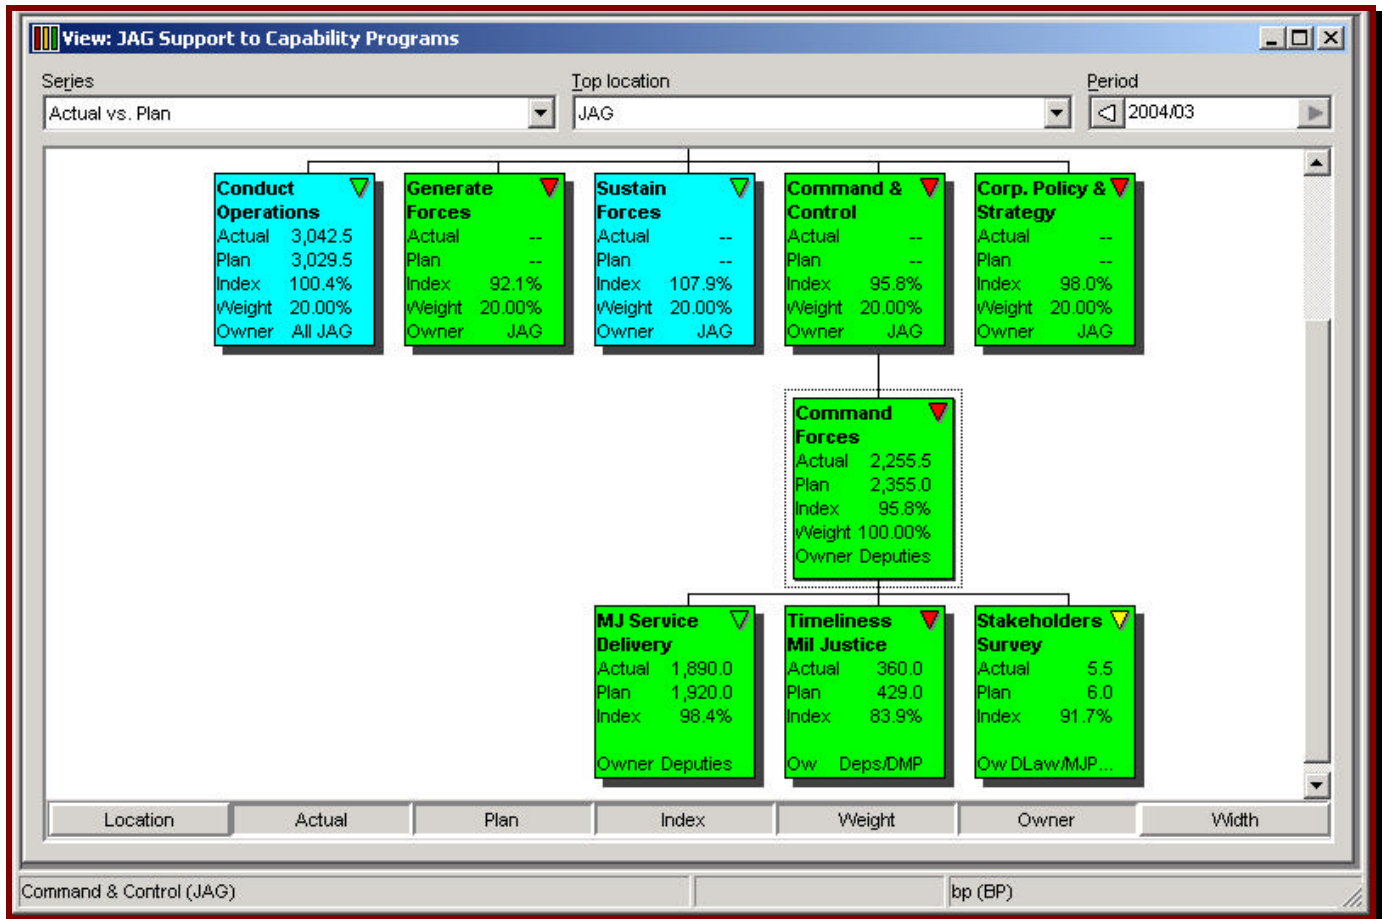 View: JAG Support to Capability Programs
Series
Top location
Period
Actual vs. Plan
JAG
2004/03
Conduct
Operations
Actual 3,042.5
Plan 3,029.5
Index 100.4%
Weight 20.00%
Owner All JAG
Generate
Forces
Actual --
Plan --
Index 92.1%
Weight 20.00%
Owner JAG
Sustain
Forces
Actual --
Plan --
Index 107.9%
Weight 20.00%
Owner JAG
Command &
Control
Actual --
Plan --
Index 95.8%
Weight 20.00%
Owner JAG
Corp. Policy &
Strategy
Actual --
Plan --
Index 98.0%
Weight 20.00%
Owner JAG
Command
Forces
Actual 2,255.5
Plan 2,355.0
Index 95.8%
Weight 100.00%
Owner Deputies
MJ Service
Delivery
Actual 1,890.0
Plan 1,920.0
Index 98.4%
Owner Deputies
Timeliness
Mil Justice
Actual 360.0
Plan 429.0
Index 83.9%
Ow Deps/DMP
Stakeholders
Survey
Actual 5.5
Plan 6.0
Index 91.7%
Ow DLaw/MJP...
Location Actual Plan Index Weight Owner Width
Command & Control (JAG)
bp (BP)